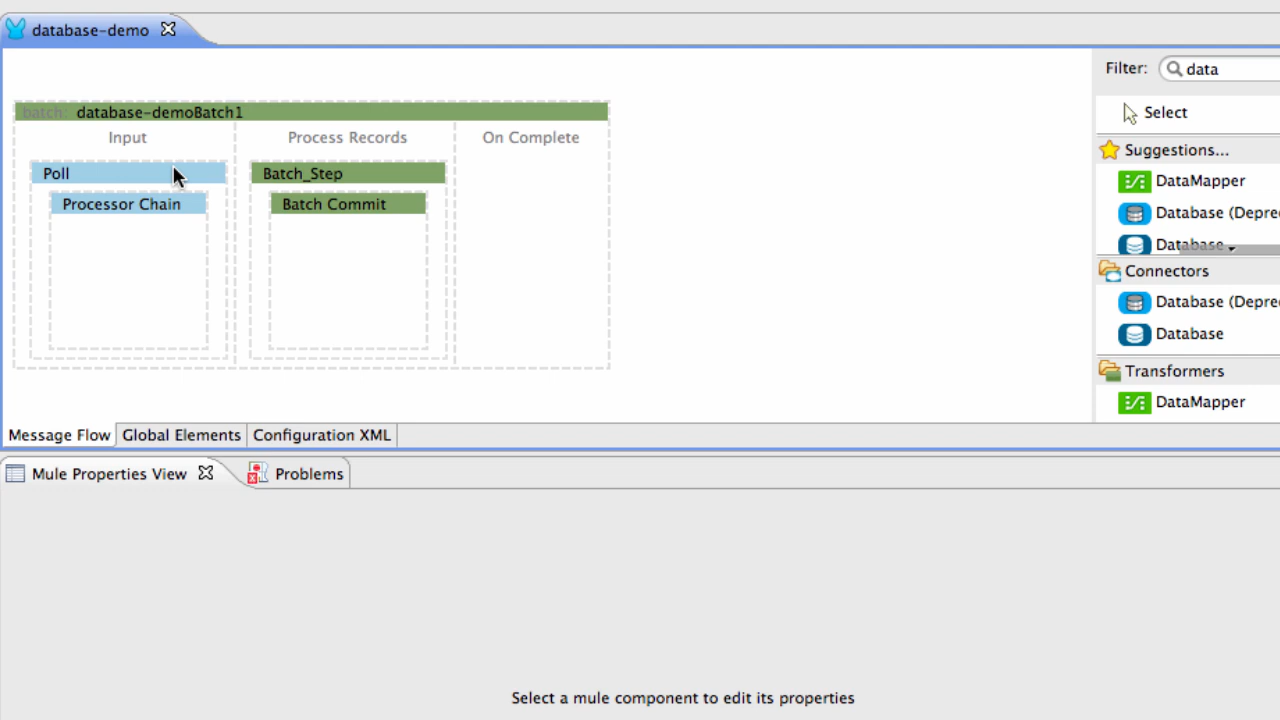 database-demo
Filter: data
batch: database-demoBatch1
Input
Process Records
On Complete
Poll
Batch_Step
Processor Chain
Batch Commit
Select
Suggestions...
DataMapper
Database (Depre
Database
Connectors
Database (Depre
Database
Transformers
DataMapper
Message Flow
Global Elements
Configuration XML
Mule Properties View
Problems
Select a mule component to edit its properties